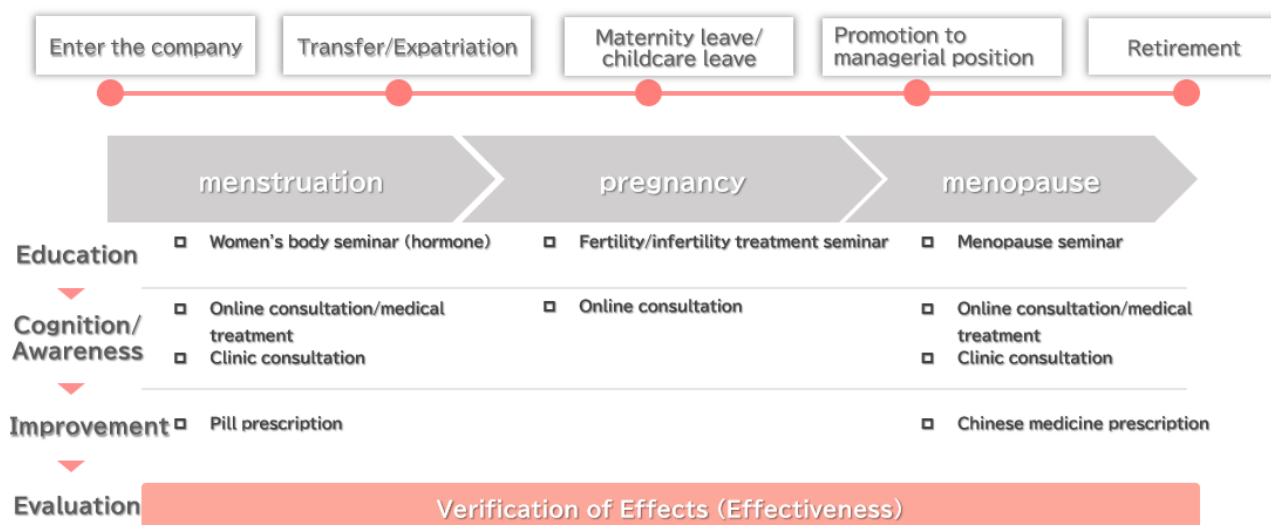 Enter the company
Transfer/Expatriation
Maternity leave/
childcare leave
Promotion to
managerial position
Retirement
menstruation
pregnancy
menopause
Education
Women's body seminar (hormone)
Fertility/infertility treatment seminar
Menopause seminar
Cognition/
Awareness
Online consultation/medical
treatment
Clinic consultation
Online consultation
Online consultation/medical
treatment
Clinic consultation
Improvement
Pill prescription
Chinese medicine prescription
Evaluation
Verification of Effects (Effectiveness)